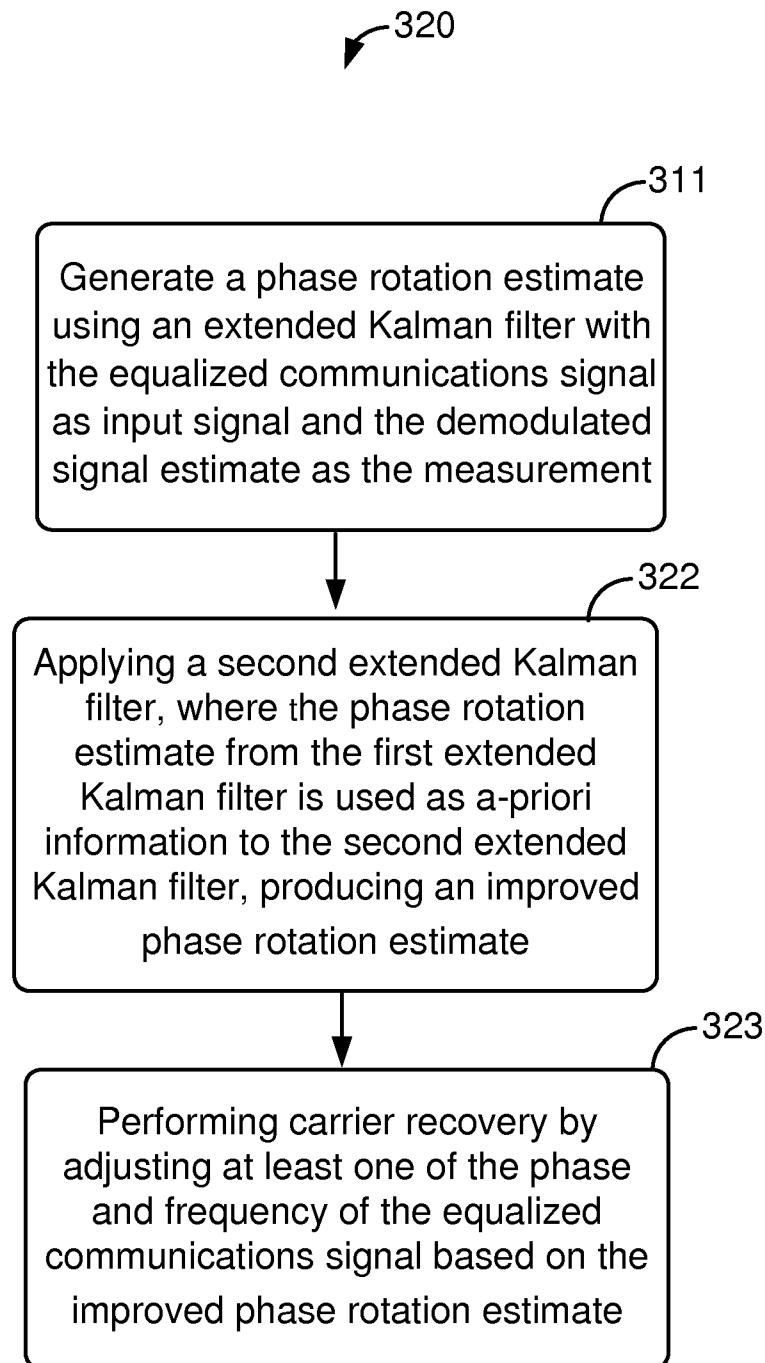 320
311
Generate a phase rotation estimate
using an extended Kalman filter with
the equalized communications signal
as input signal and the demodulated
signal estimate as the measurement
322
Applying a second extended Kalman
filter, where the phase rotation
estimate from the first extended
Kalman filter is used as a-priori
information to the second extended
Kalman filter, producing an improved
phase rotation estimate
323
Performing carrier recovery by
adjusting at least one of the phase
and frequency of the equalized
communications signal based on the
improved phase rotation estimate